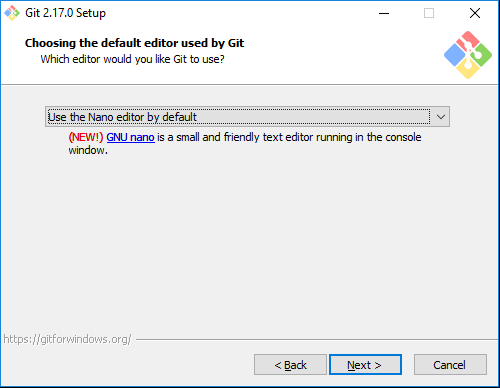 Git 2.17.0 Setup
Choosing the default editor used by Git
Which editor would you like Git to use?
Use the Nano editor by default
(NEW!) GNU nano is a small and friendly text editor running in the console
window.
https://gitforwindows.org/
< Back
Next >
Cancel